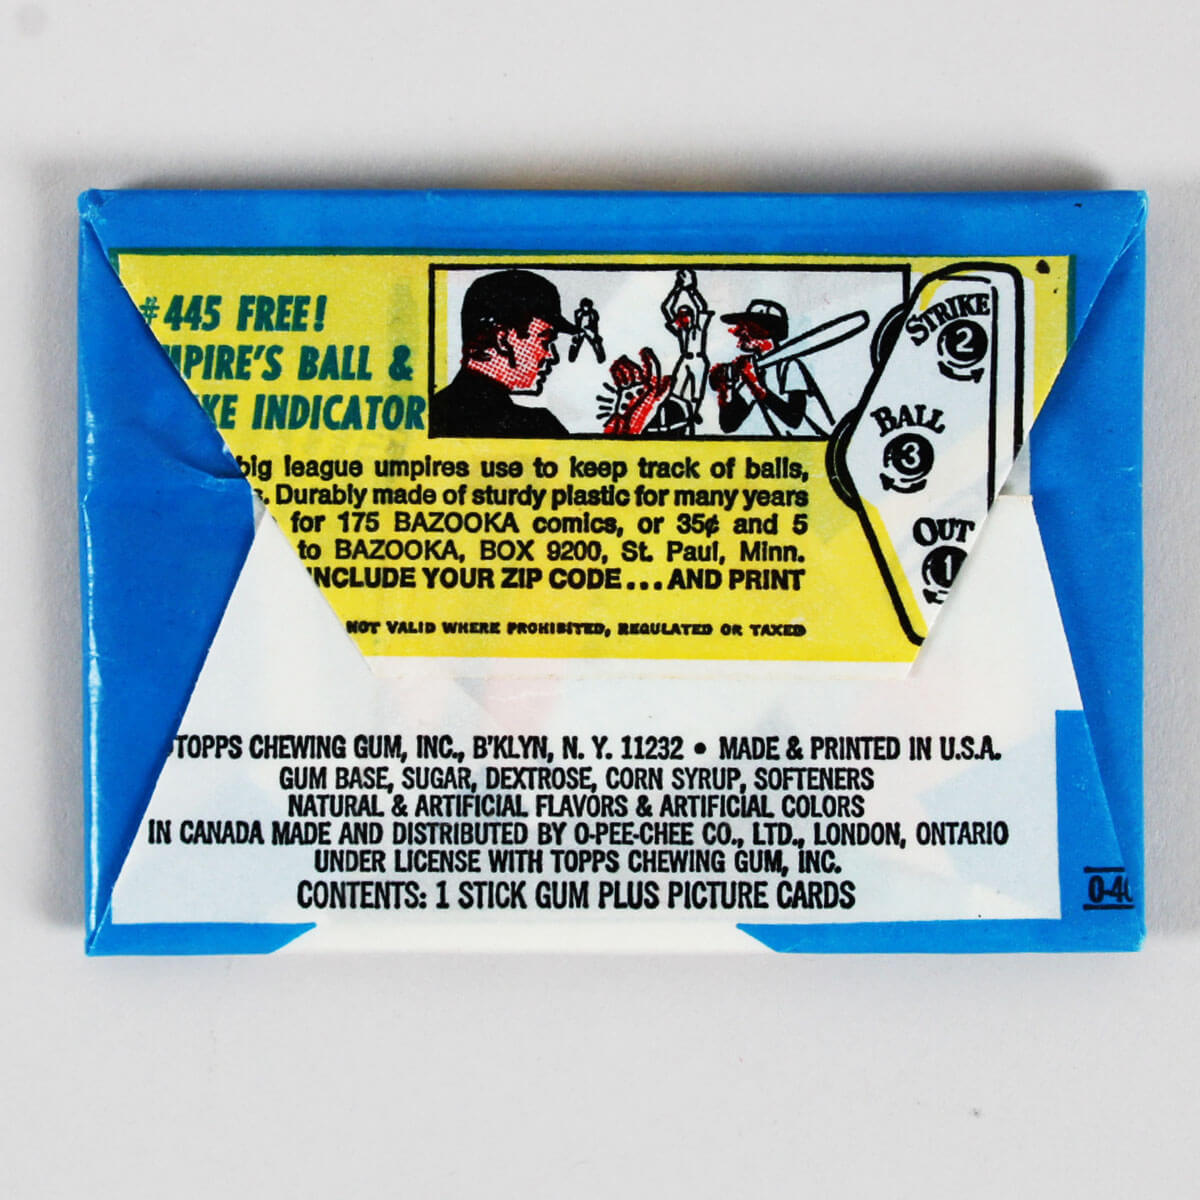 #445 FREE!
MPIRE'S BALL &
KE INDICATOR
big league umpires use to keep track of balls,
s. Durably made of sturdy plastic for many years
for 175 BAZOOKA comics, or 35¢ and 5
to BAZOOKA, BOX 9200, St. Paul, Minn.
INCLUDE YOUR ZIP CODE...AND PRINT
NOT VALID WHERE PROHIBITED, REGULATED OR TAXED
STRIKE
2
BALL
3
OUT
1
TOPPS CHEWING GUM, INC., B'KLYN, N. Y. 11232 • MADE & PRINTED IN U.S.A.
GUM BASE, SUGAR, DEXTROSE, CORN SYRUP, SOFTENERS
NATURAL & ARTIFICIAL FLAVORS & ARTIFICIAL COLORS
IN CANADA MADE AND DISTRIBUTED BY O-PEE-CHEE CO., LTD., LONDON, ONTARIO
UNDER LICENSE WITH TOPPS CHEWING GUM, INC.
CONTENTS: 1 STICK GUM PLUS PICTURE CARDS
0-40